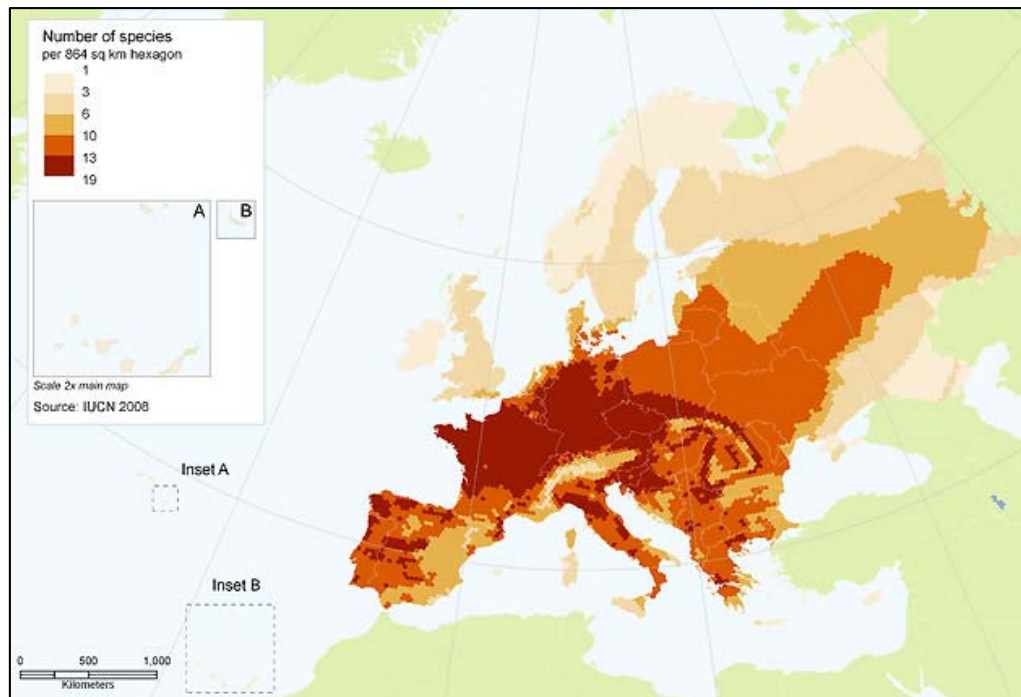 Number of species
per 864 sq km hexagon
1
3
6
10
13
19
A
B
Scale 2x main map
Source: IUCN 2008
Inset A
Inset B
0 500 1,000
Kilometers